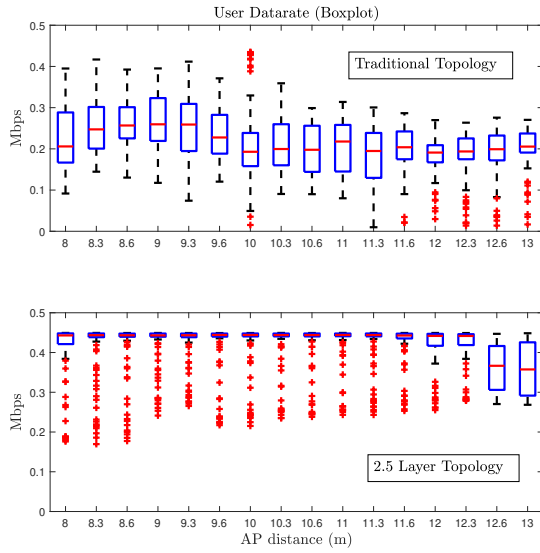 User Datarate (Boxplot)
0.5
Traditional Topology
0.4
0.3
Mbps
0.2
0.1
0
8 8.3 8.6 9 9.3 9.6 10 10.3 10.6 11 11.3 11.6 12 12.3 12.6 13
0.5
0.4
0.3
Mbps
0.2
2.5 Layer Topology
0.1
0
8 8.3 8.6 9 9.3 9.6 10 10.3 10.6 11 11.3 11.6 12 12.3 12.6 13
AP distance (m)